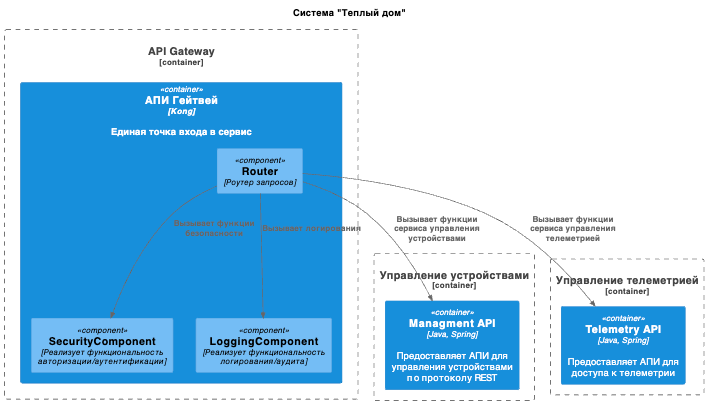 Система "Теплый дом"
API Gateway
[container]
«container»
АПИ Гейтвей
[Kong]
Единая точка входа в сервис
«component»
Router
[Роутер запросов]
Вызывает функции
безопасности
Вызывает логирования
Вызывает функции
сервиса управления
устройствами
Вызывает функции
сервиса управления
телеметрией
«component»
SecurityComponent
[Реализует функциональность
авторизации/аутентификации]
«component»
LoggingComponent
[Реализует функциональность
логирования/аудита]
Управление устройствами
[container]
«container»
Managment API
[Java, Spring]
Предоставляет АПИ для
управления устройствами
по протоколу REST
Управление телеметрией
[container]
«container»
Telemetry API
[Java, Spring]
Предоставляет АПИ для
доступа к телеметрии